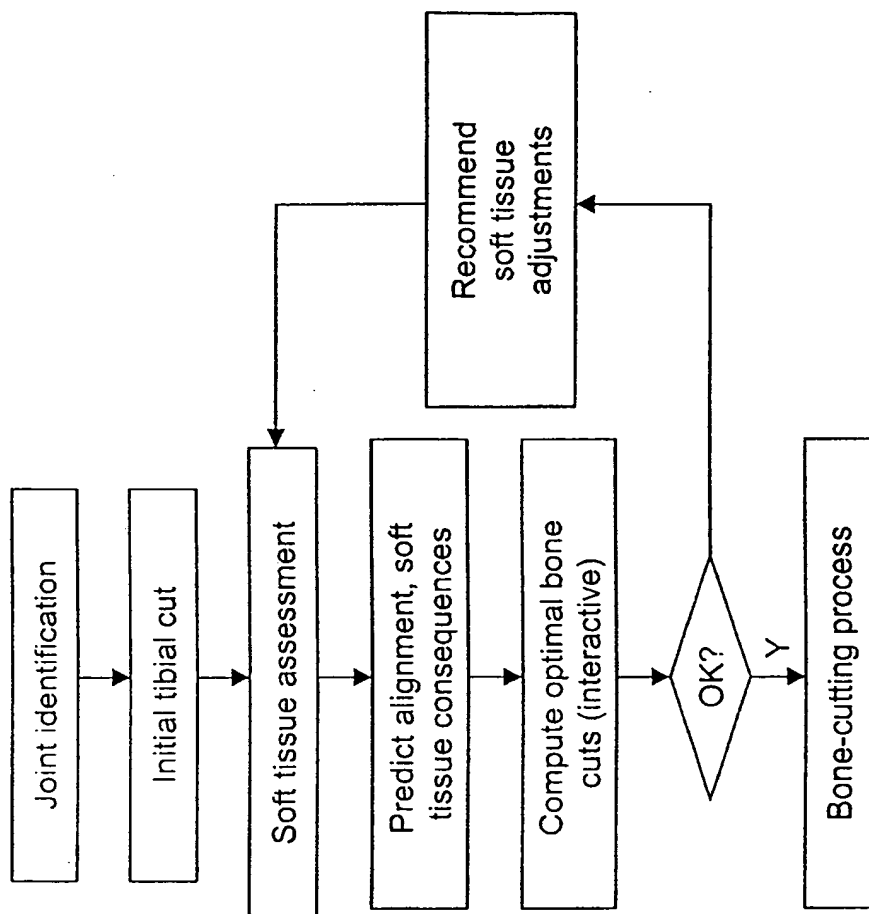 Joint identification
Initial tibial cut
Soft tissue assessment
Predict alignment, soft
tissue consequences
Compute optimal bone
cuts (interactive)
OK?
Y
Bone-cutting process
Recommend
soft tissue
adjustments